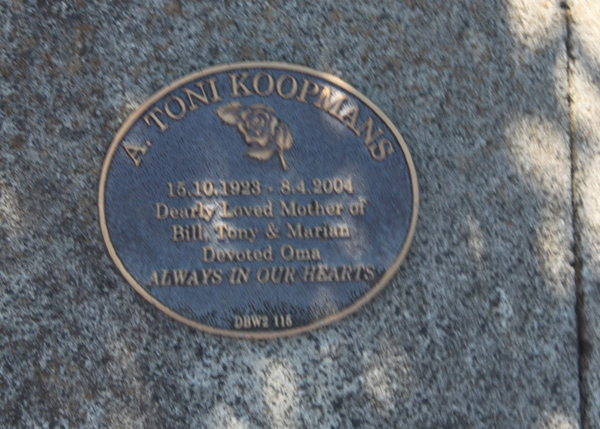 A. TONI KOOPMANS
15.10.1923 - 8.4.2004
Dearly Loved Mother of
Bill, Tony & Marian
Devoted Oma
ALWAYS IN OUR HEARTS
DBW2 115